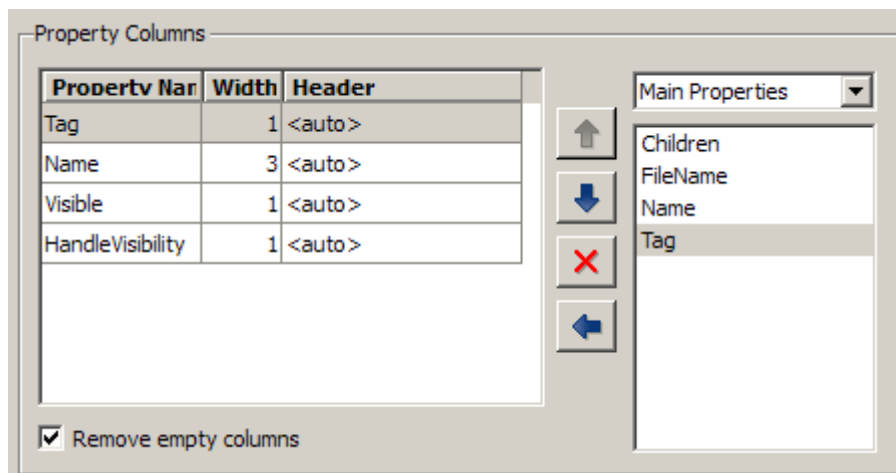 Property Columns
Property Nar Width Header
Tag 1 <auto>
Name 3 <auto>
Visible 1 <auto>
HandleVisibility 1 <auto>
Remove empty columns
Main Properties
Children
FileName
Name
Tag